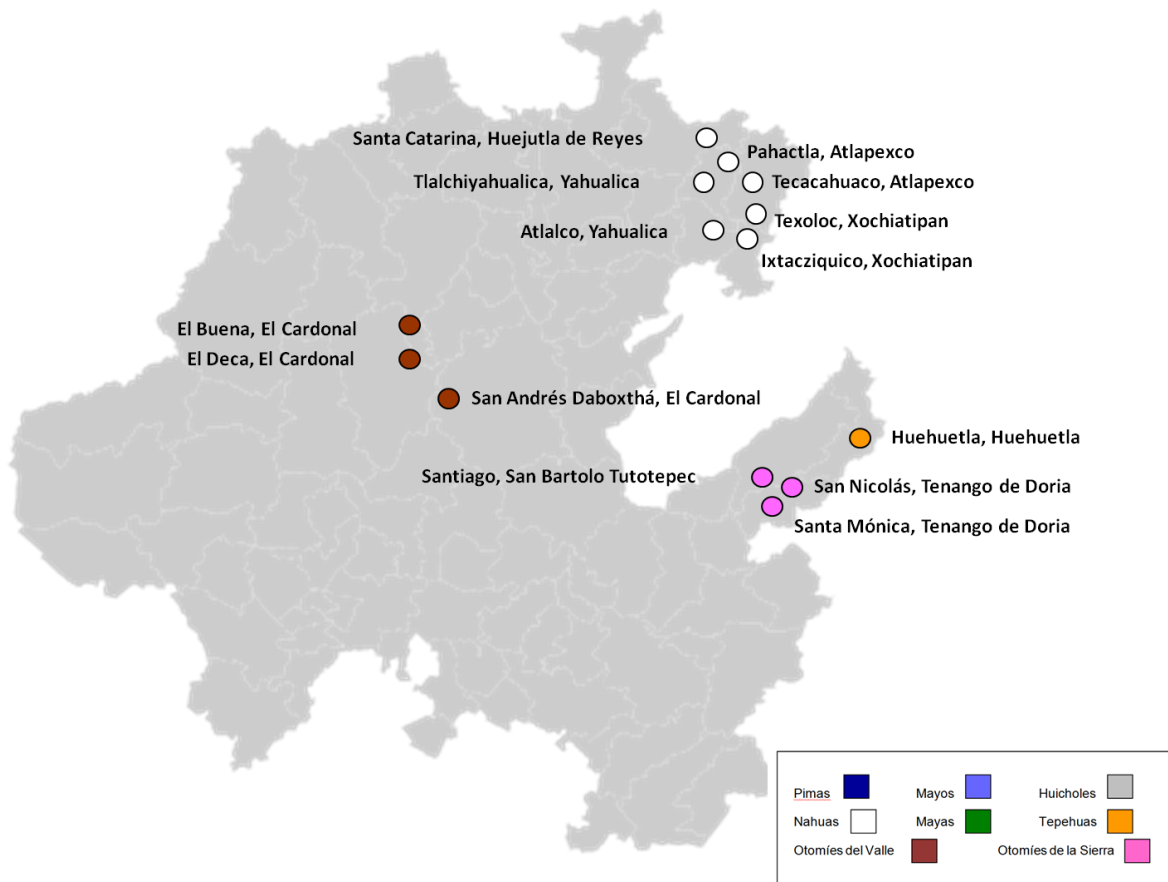 Santa Catarina, Huejutla de Reyes
Pahactla, Atlapexco
Tlalchiyahualica, Yahualica
Tecacahuaco, Atlapexco
Texoloc, Xochiatipan
Atlalco, Yahualica
Ixtacziquico, Xochiatipan
El Buena, El Cardonal
El Deca, El Cardonal
San Andrés Daboxthá, El Cardonal
Huehuetla, Huehuetla
Santiago, San Bartolo Tutotepec
San Nicolás, Tenango de Doria
Santa Mónica, Tenango de Doria
Pimas Mayos Huicholes
Nahuas Mayas Tepehuas
Otomíes del Valle Otomíes de la Sierra